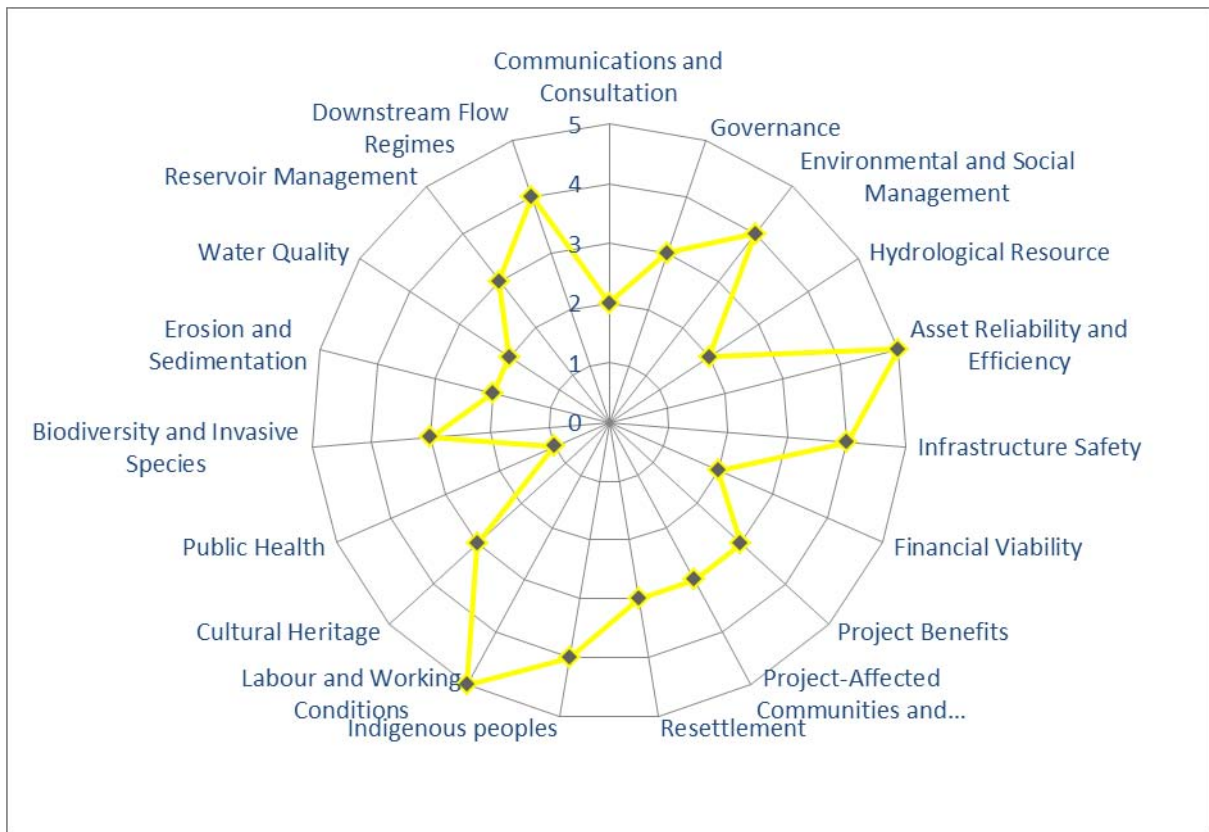 Communications and
Consultation
Governance
Environmental and Social
Management
Hydrological Resource
Asset Reliability and
Efficiency
Infrastructure Safety
Financial Viability
Project Benefits
Project-Affected
Communities and...
Resettlement
Indigenous peoples
Labour and Working
Conditions
Cultural Heritage
Public Health
Biodiversity and Invasive
Species
Erosion and
Sedimentation
Water Quality
Reservoir Management
Downstream Flow
Regimes
5
4
3
2
1
0